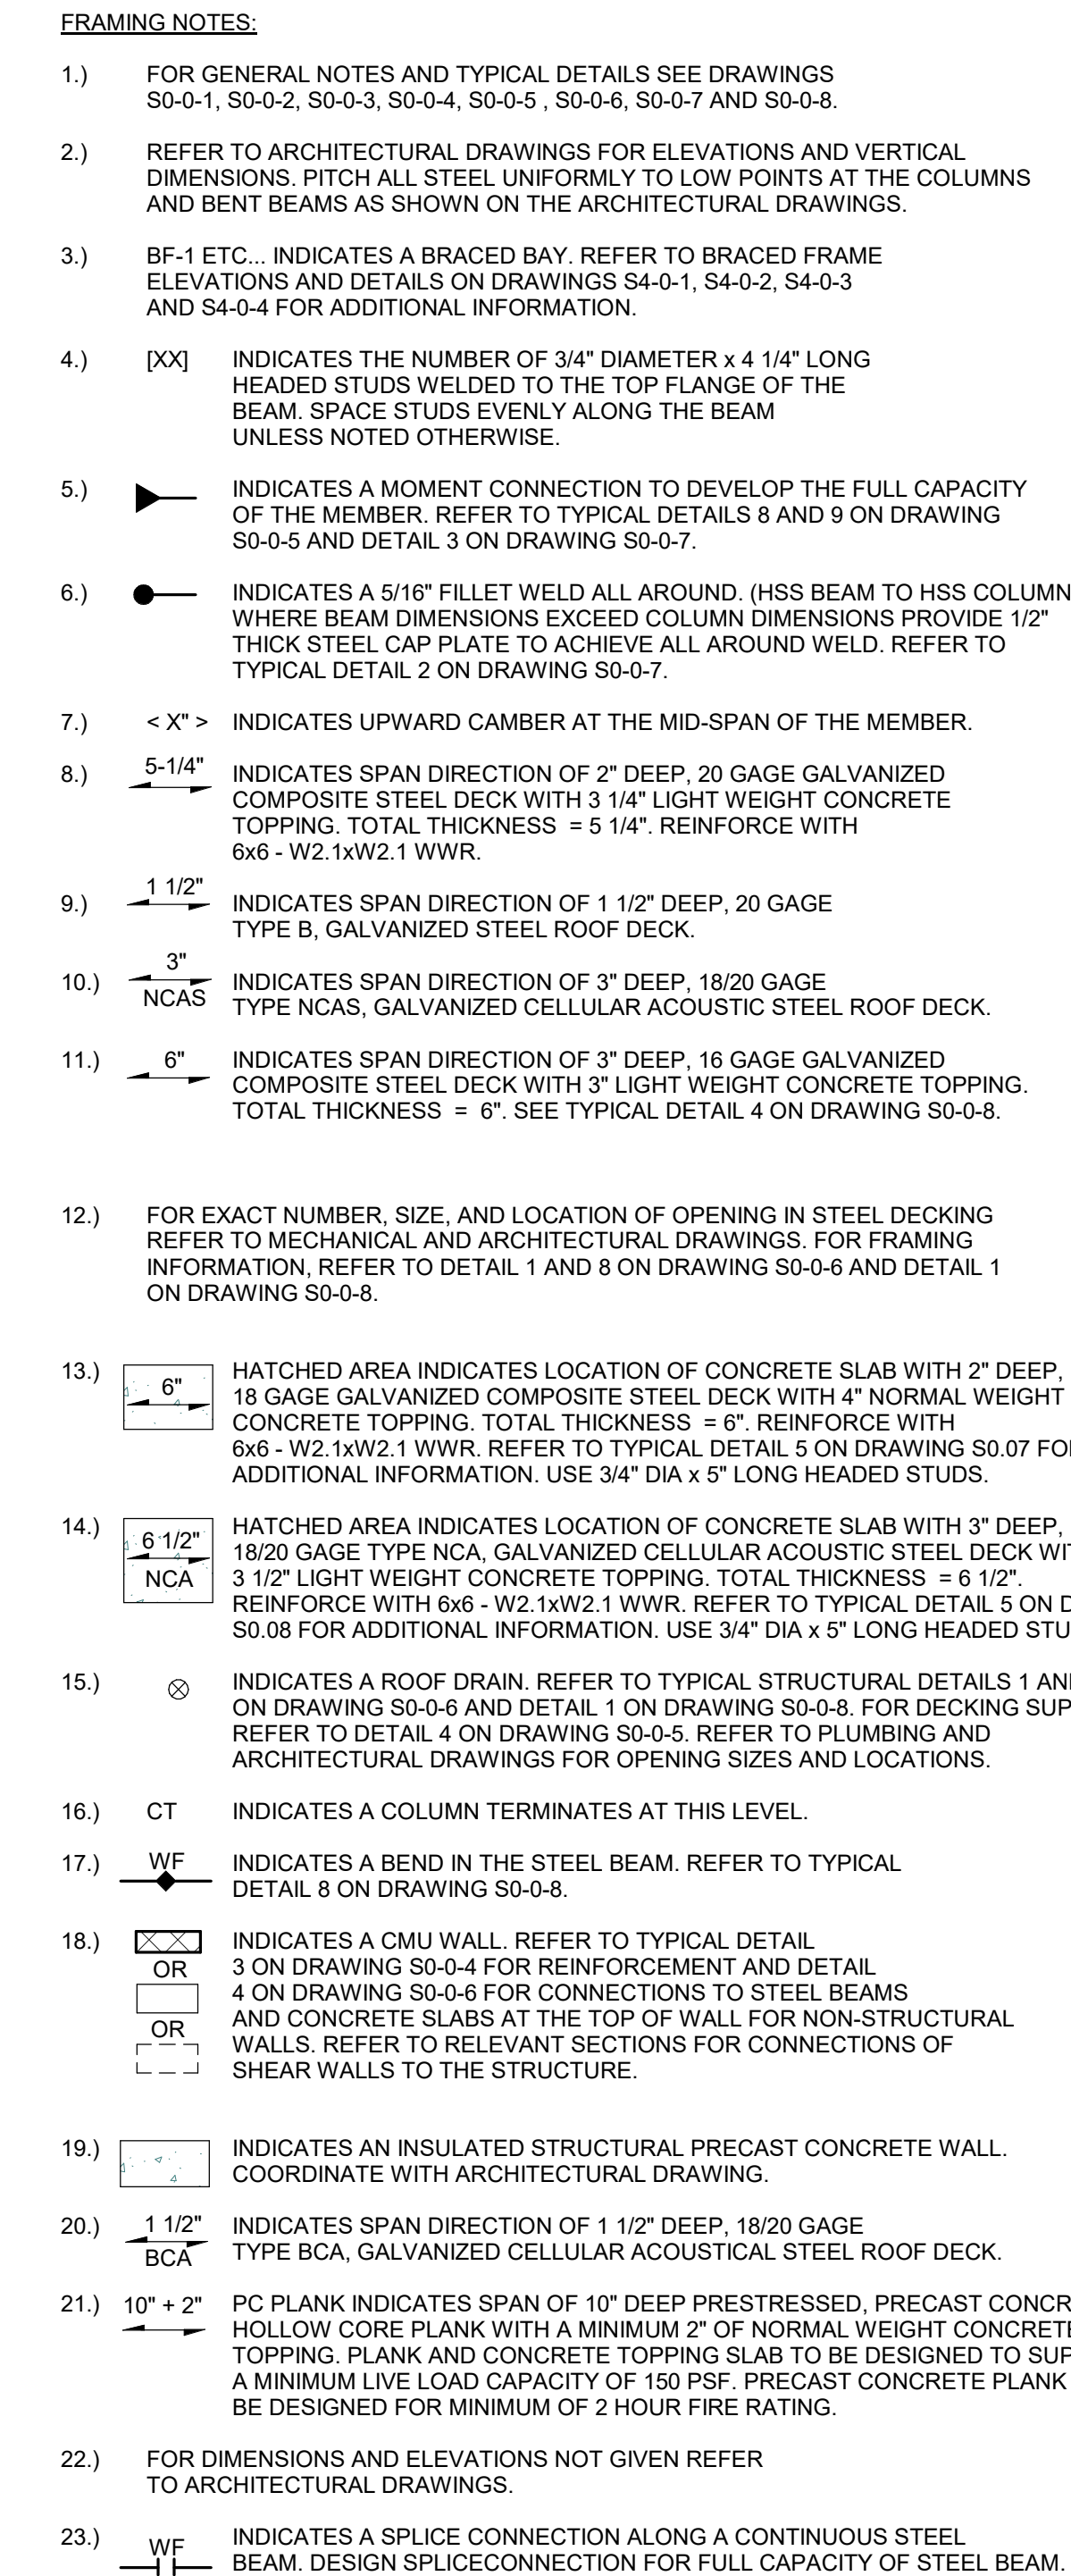 FRAMING NOTES:
1.) FOR GENERAL NOTES AND TYPICAL DETAILS SEE DRAWINGS
S0-0-1, S0-0-2, S0-0-3, S0-0-4, S0-0-5 , S0-0-6, S0-0-7 AND S0-0-8.
2.) REFER TO ARCHITECTURAL DRAWINGS FOR ELEVATIONS AND VERTICAL
DIMENSIONS. PITCH ALL STEEL UNIFORMLY TO LOW POINTS AT THE COLUMNS
AND BENT BEAMS AS SHOWN ON THE ARCHITECTURAL DRAWINGS.
3.) BF-1 ETC... INDICATES A BRACED BAY. REFER TO BRACED FRAME
ELEVATIONS AND DETAILS ON DRAWINGS S4-0-1, S4-0-2, S4-0-3
AND S4-0-4 FOR ADDITIONAL INFORMATION.
4.) [XX] INDICATES THE NUMBER OF 3/4" DIAMETER x 4 1/4" LONG
HEADED STUDS WELDED TO THE TOP FLANGE OF THE
BEAM. SPACE STUDS EVENLY ALONG THE BEAM
UNLESS NOTED OTHERWISE.
5.) INDICATES A MOMENT CONNECTION TO DEVELOP THE FULL CAPACITY
OF THE MEMBER. REFER TO TYPICAL DETAILS 8 AND 9 ON DRAWING
S0-0-5 AND DETAIL 3 ON DRAWING S0-0-7.
6.) INDICATES A 5/16" FILLET WELD ALL AROUND. (HSS BEAM TO HSS COLUMN
WHERE BEAM DIMENSIONS EXCEED COLUMN DIMENSIONS PROVIDE 1/2"
THICK STEEL CAP PLATE TO ACHIEVE ALL AROUND WELD. REFER TO
TYPICAL DETAIL 2 ON DRAWING S0-0-7.
7.) < X" > INDICATES UPWARD CAMBER AT THE MID-SPAN OF THE MEMBER.
8.) 5-1/4" INDICATES SPAN DIRECTION OF 2" DEEP, 20 GAGE GALVANIZED
COMPOSITE STEEL DECK WITH 3 1/4" LIGHT WEIGHT CONCRETE
TOPPING. TOTAL THICKNESS = 5 1/4". REINFORCE WITH
6x6 - W2.1xW2.1 WWR.
9.) 1 1/2" INDICATES SPAN DIRECTION OF 1 1/2" DEEP, 20 GAGE
TYPE B, GALVANIZED STEEL ROOF DECK.
3"
10.) INDICATES SPAN DIRECTION OF 3" DEEP, 18/20 GAGE
NCAS TYPE NCAS, GALVANIZED CELLULAR ACOUSTIC STEEL ROOF DECK.
11.) 6" INDICATES SPAN DIRECTION OF 3" DEEP, 16 GAGE GALVANIZED
COMPOSITE STEEL DECK WITH 3" LIGHT WEIGHT CONCRETE TOPPING.
TOTAL THICKNESS = 6". SEE TYPICAL DETAIL 4 ON DRAWING S0-0-8.
12.) FOR EXACT NUMBER, SIZE, AND LOCATION OF OPENING IN STEEL DECKING
REFER TO MECHANICAL AND ARCHITECTURAL DRAWINGS. FOR FRAMING
INFORMATION, REFER TO DETAIL 1 AND 8 ON DRAWING S0-0-6 AND DETAIL 1
ON DRAWING S0-0-8.
13.) HATCHED AREA INDICATES LOCATION OF CONCRETE SLAB WITH 2" DEEP,
6" 18 GAGE GALVANIZED COMPOSITE STEEL DECK WITH 4" NORMAL WEIGHT
CONCRETE TOPPING. TOTAL THICKNESS = 6". REINFORCE WITH
6x6 - W2.1xW2.1 WWR. REFER TO TYPICAL DETAIL 5 ON DRAWING S0.07 FO
ADDITIONAL INFORMATION. USE 3/4" DIA x 5" LONG HEADED STUDS.
14.) HATCHED AREA INDICATES LOCATION OF CONCRETE SLAB WITH 3" DEEP,
6 1/2" 18/20 GAGE TYPE NCA, GALVANIZED CELLULAR ACOUSTIC STEEL DECK WI
NCA 3 1/2" LIGHT WEIGHT CONCRETE TOPPING. TOTAL THICKNESS = 6 1/2".
REINFORCE WITH 6x6 - W2.1xW2.1 WWR. REFER TO TYPICAL DETAIL 5 ON D
S0.08 FOR ADDITIONAL INFORMATION. USE 3/4" DIA x 5" LONG HEADED STU
15.) INDICATES A ROOF DRAIN. REFER TO TYPICAL STRUCTURAL DETAILS 1 AN
ON DRAWING S0-0-6 AND DETAIL 1 ON DRAWING S0-0-8. FOR DECKING SUP
REFER TO DETAIL 4 ON DRAWING S0-0-5. REFER TO PLUMBING AND
ARCHITECTURAL DRAWINGS FOR OPENING SIZES AND LOCATIONS.
16.) CT INDICATES A COLUMN TERMINATES AT THIS LEVEL.
17.) WF INDICATES A BEND IN THE STEEL BEAM. REFER TO TYPICAL
DETAIL 8 ON DRAWING S0-0-8.
18.) INDICATES A CMU WALL. REFER TO TYPICAL DETAIL
OR 3 ON DRAWING S0-0-4 FOR REINFORCEMENT AND DETAIL
4 ON DRAWING S0-0-6 FOR CONNECTIONS TO STEEL BEAMS
AND CONCRETE SLABS AT THE TOP OF WALL FOR NON-STRUCTURAL
OR WALLS. REFER TO RELEVANT SECTIONS FOR CONNECTIONS OF
SHEAR WALLS TO THE STRUCTURE.
19.) INDICATES AN INSULATED STRUCTURAL PRECAST CONCRETE WALL.
COORDINATE WITH ARCHITECTURAL DRAWING.
20.) 1 1/2" INDICATES SPAN DIRECTION OF 1 1/2" DEEP, 18/20 GAGE
BCA TYPE BCA, GALVANIZED CELLULAR ACOUSTICAL STEEL ROOF DECK.
21.) 10" + 2" PC PLANK INDICATES SPAN OF 10" DEEP PRESTRESSED, PRECAST CONCR
HOLLOW CORE PLANK WITH A MINIMUM 2" OF NORMAL WEIGHT CONCRETE
TOPPING. PLANK AND CONCRETE TOPPING SLAB TO BE DESIGNED TO SUP
A MINIMUM LIVE LOAD CAPACITY OF 150 PSF. PRECAST CONCRETE PLANK
BE DESIGNED FOR MINIMUM OF 2 HOUR FIRE RATING.
22.) FOR DIMENSIONS AND ELEVATIONS NOT GIVEN REFER
TO ARCHITECTURAL DRAWINGS.
23.) WF INDICATES A SPLICE CONNECTION ALONG A CONTINUOUS STEEL
BEAM. DESIGN SPLICECONNECTION FOR FULL CAPACITY OF STEEL BEAM.